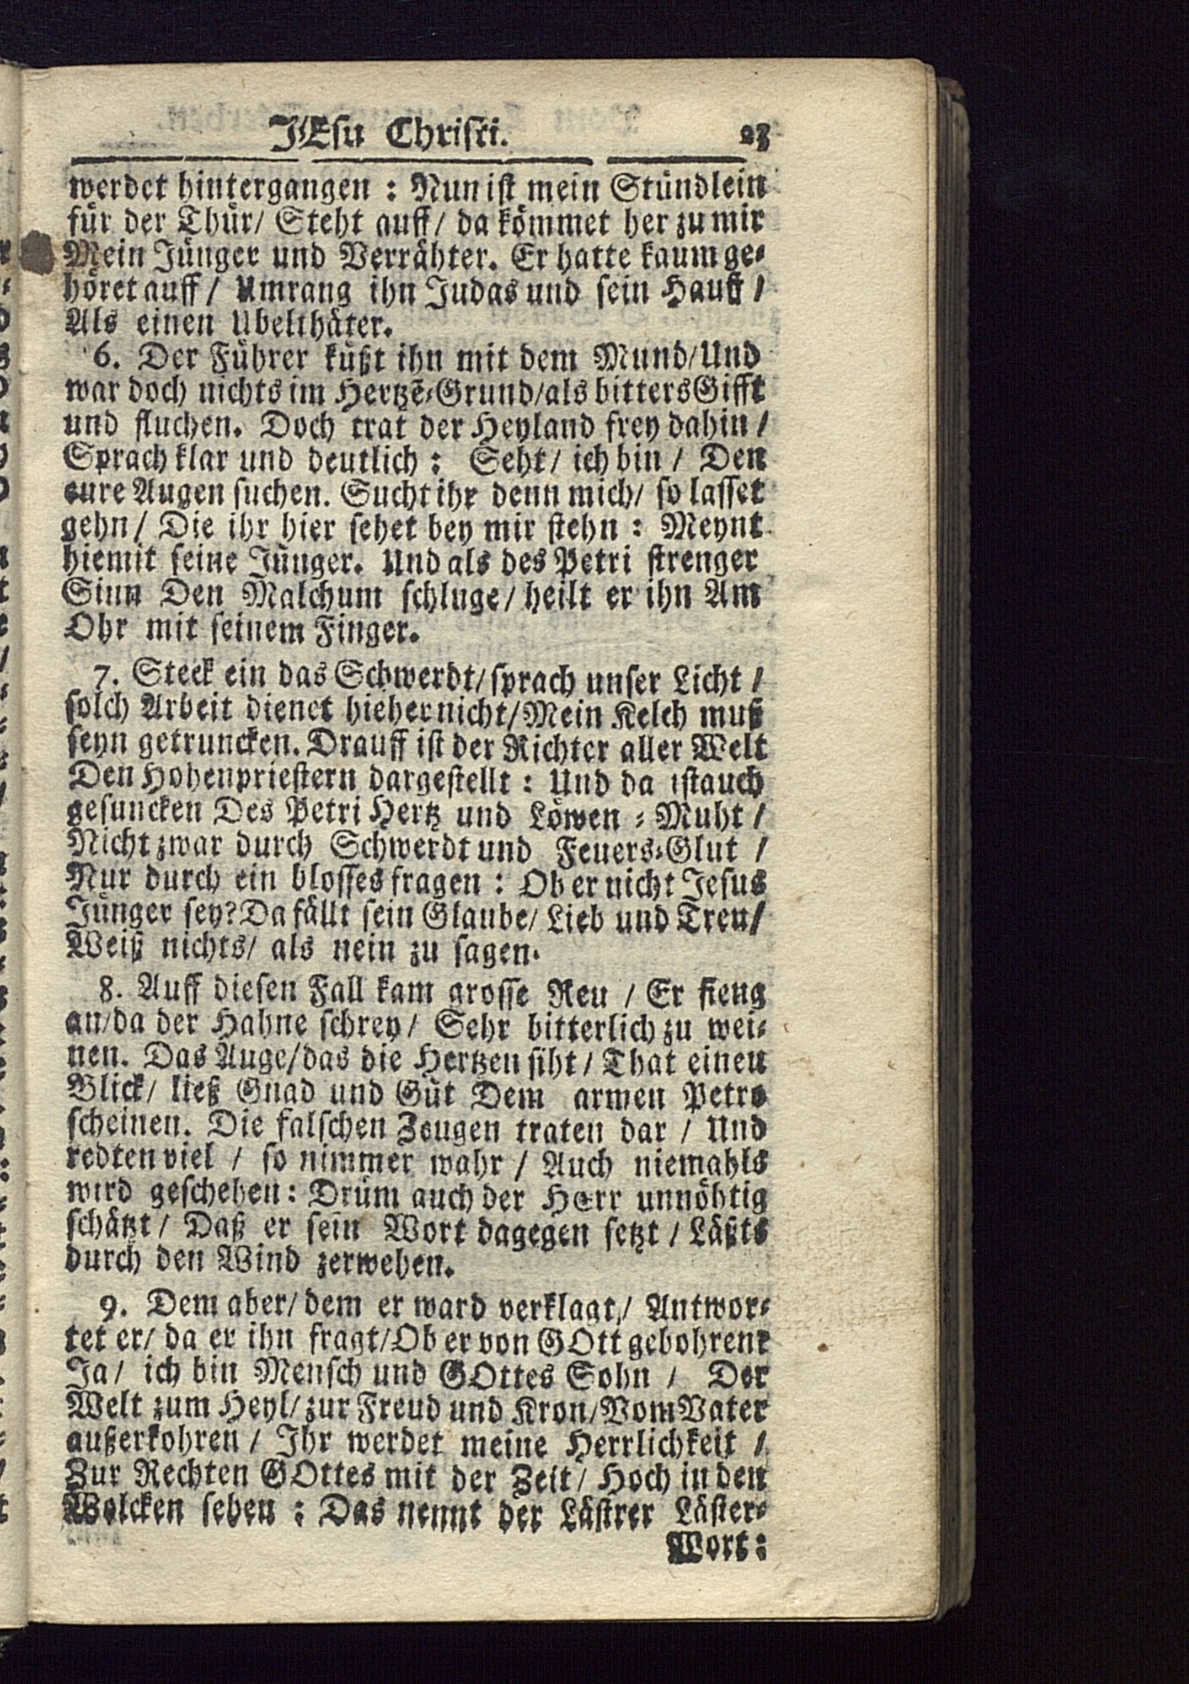 JEsu Christi. 23
werdet hintergangen : Nun ist mein Stündlein
für der Thür/ Steht auff/ da kömmet her zu mir
Mein Jünger und Verrähter. Er hatte kaum ge-
höret auff/ Umrang ihn Judas und sein Hauff /
Als einen Ubelthäter.
6. Der Führer küßt ihn mit dem Mund/Und
war doch nichts im Hertzẽ-Grund/als bitters Gifft
und fluchen. Doch trat der Heyland frey dahin /
Sprach klar und deutlich : Seht/ ich bin / Den
eure Augen suchen. Sucht ihr denn mich/ so lasset
gehn/ Die ihr hier sehet bey mir stehn : Meynt
hiemit seine Jünger. Und als des Petri strenger
Sinn Den Malchum schluge/ heilt er ihn Am
Ohr mit seinem Finger.
7. Steck ein das Schwerdt/ sprach unser Licht /
solch Arbeit dienet hieher nicht/Mein Kelch muß
seyn getruncken. Drauff ist der Richter aller Welt
Den Hohenpriestern dargestellt : Und da ist auch
gesuncken Des Petri Hertz und Löwen - Muht /
Nicht zwar durch Schwerdt und Feuers-Glut /
Nur durch ein blosses fragen : Ob er nicht Jesus
Jünger sey? Da fällt sein Glaube/ Lieb und Treu/
Weiß nichts/ als nein zu sagen.
8. Auff diesen Fall kam grosse Reu / Er fieng
an/da der Hahne schrey/ Sehr bitterlich zu wei-
nen. Das Auge/das die Hertzen siht / That einen
Blick/ ließ Gnad und Güt Dem armen Petro
scheinen. Die falschen Zeugen traten dar / Und
redten viel / so nimmer wahr / Auch niemahls
wird geschehen : Drüm auch der Herr unnöhtig
schätzt / Daß er sein Wort dagegen setzt / Läßts
durch den Wind zerwehen.
9. Dem aber/ dem er ward verklagt/ Antwor-
tet er/ da er ihn fragt/Ob er von GOtt gebohren?
Ja/ ich bin Mensch und GOttes Sohn / Der
Welt zum Heyl/ zur Freud und Kron/Vom Vater
außerkohren / Ihr werdet meine Herrlichkeit /
Zur Rechten GOttes mit der Zeit/ Hoch in den
Wolcken sehen : Das nennt der Lästrer Läster-
Wort :